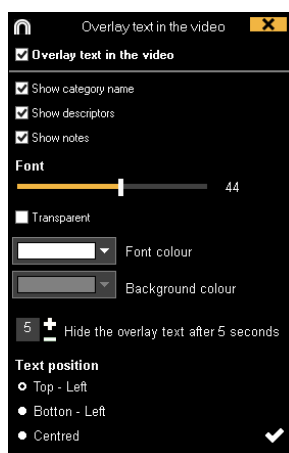 Overlay text in the video
Overlay text in the video
Show category name
Show descriptors
Show notes
Font
44
Transparent
Font colour
Background colour
5 Hide the overlay text after 5 seconds
Text position
Top - Left
Botton - Left
Centred